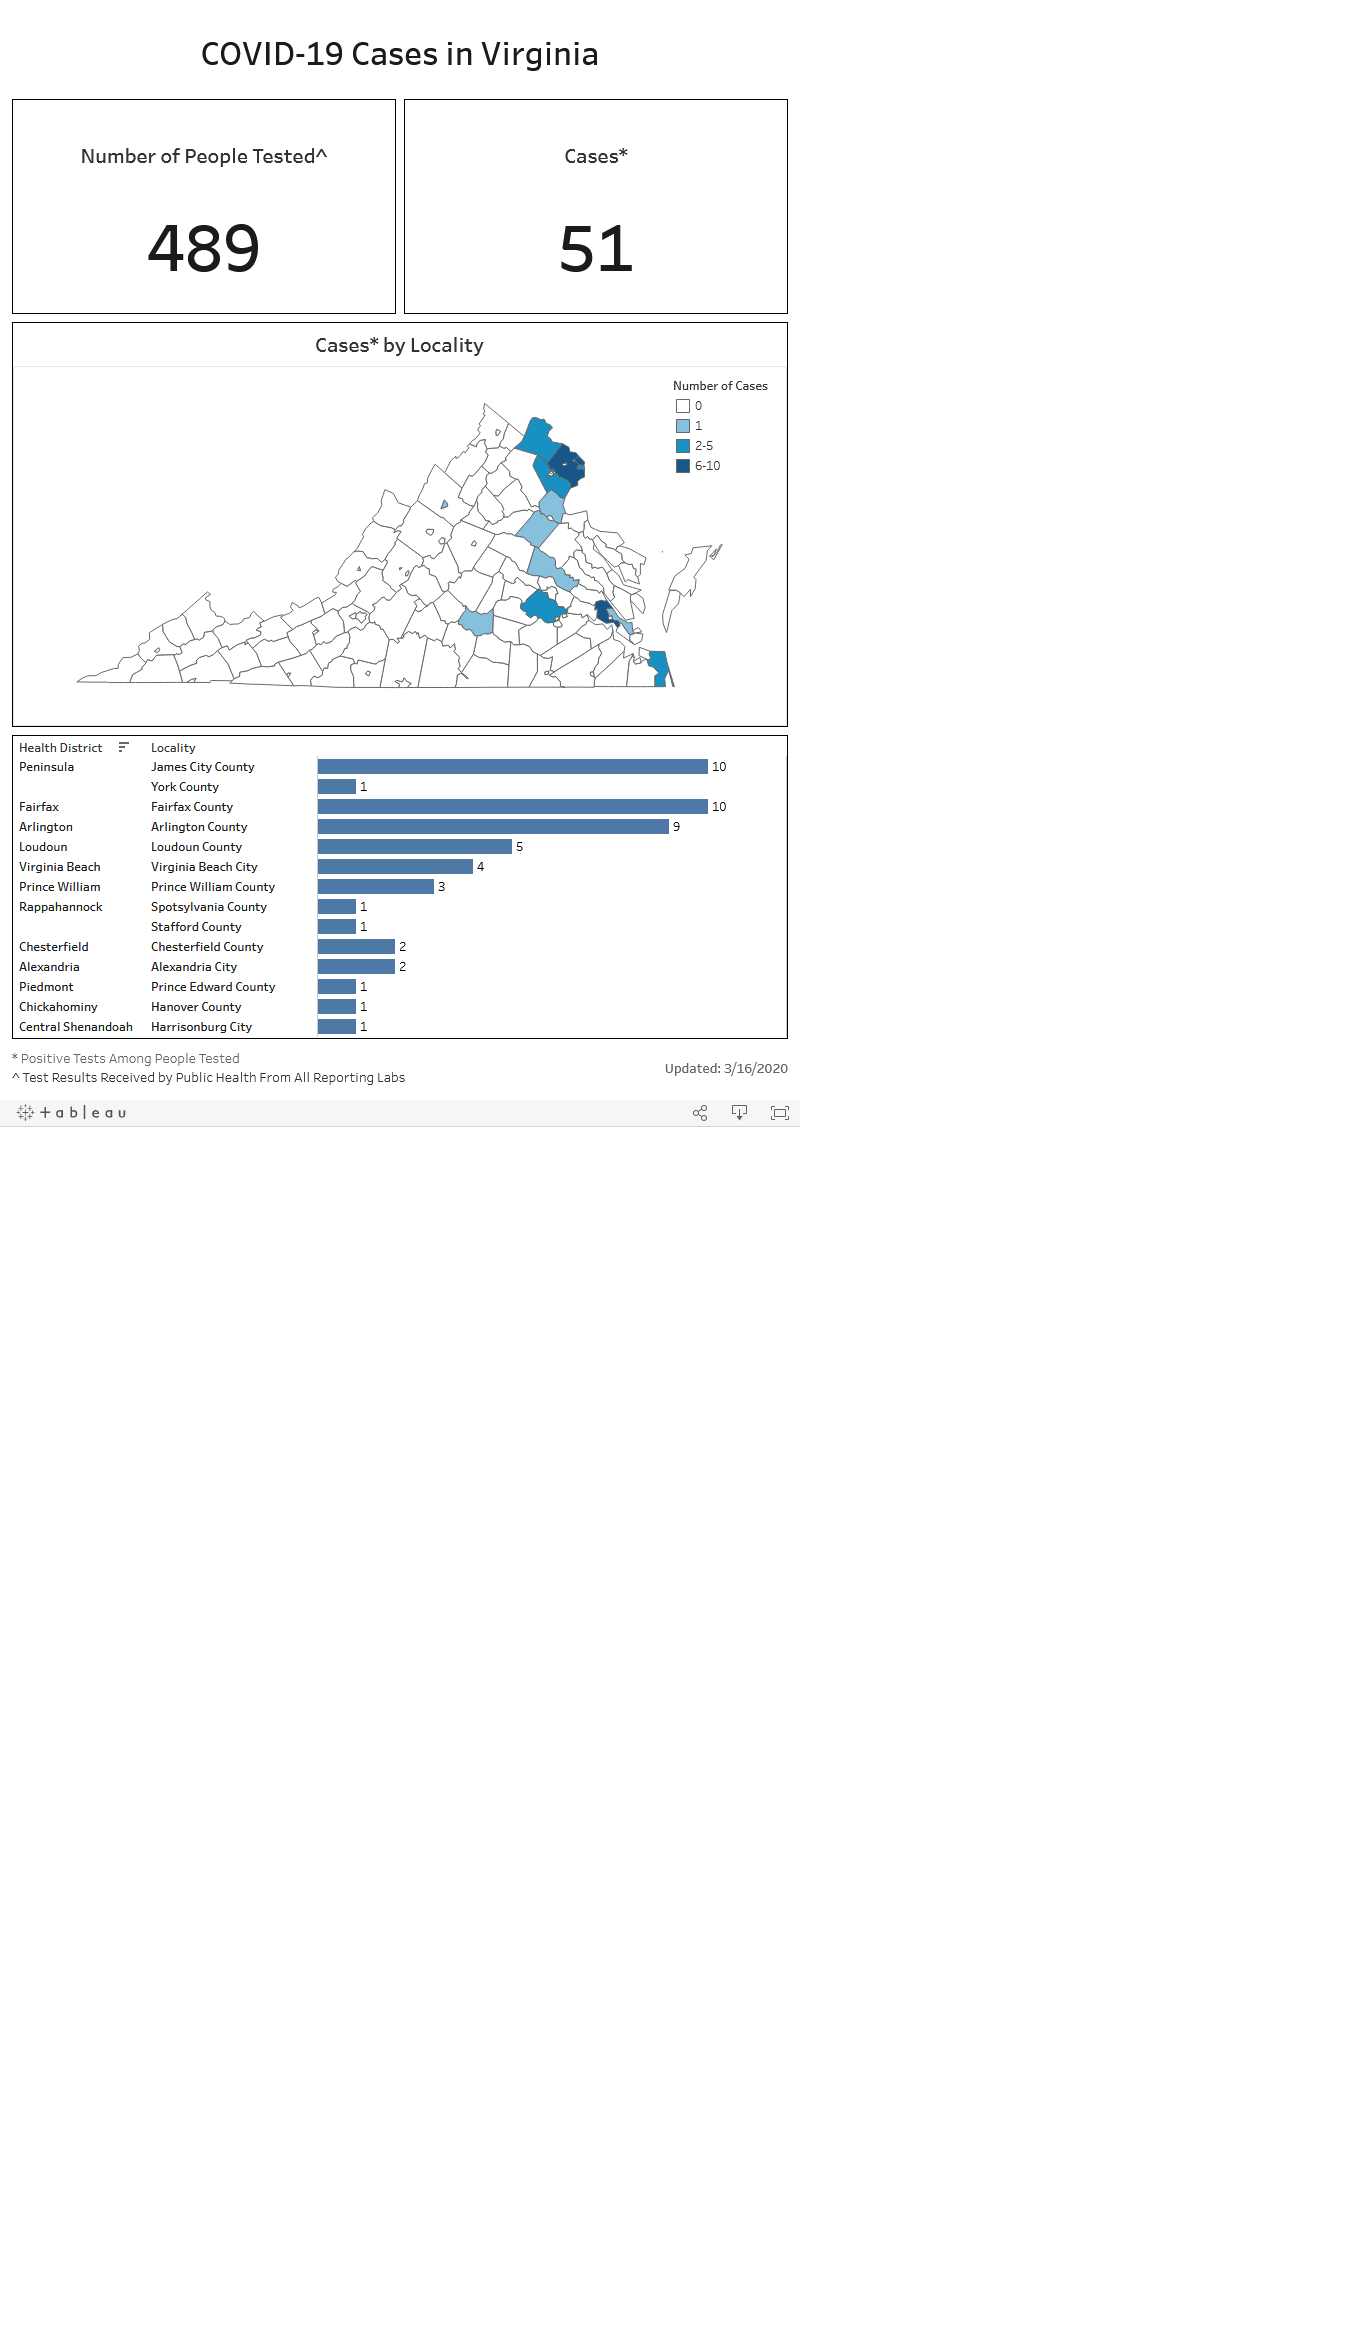 COVID-19 Cases in Virginia
Number of People Tested^
489
Cases*
51
Cases* by Locality
Number of Cases
0
1
2-5
6-10
Health District Locality
Peninsula James City County 10
York County 1
Fairfax Fairfax County 10
Arlington Arlington County 9
Loudoun Loudoun County 5
Virginia Beach Virginia Beach City 4
Prince William Prince William County 3
Rappahannock Spotsylvania County 1
Stafford County 1
Chesterfield Chesterfield County 2
Alexandria Alexandria City 2
Piedmont Prince Edward County 1
Chickahominy Hanover County 1
Central Shenandoah Harrisonburg City 1
* Positive Tests Among People Tested
^ Test Results Received by Public Health From All Reporting Labs
Updated: 3/16/2020
+ableau